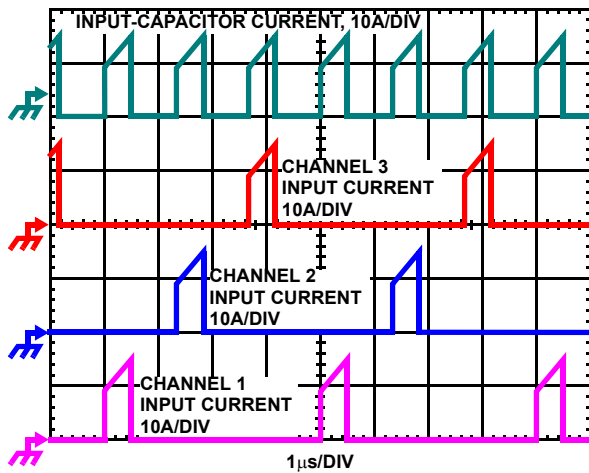 INPUT-CAPACITOR CURRENT, 10A/DIV
CHANNEL 3
INPUT CURRENT
10A/DIV
CHANNEL 2
INPUT CURRENT
10A/DIV
CHANNEL 1
INPUT CURRENT
10A/DIV
1μs/DIV